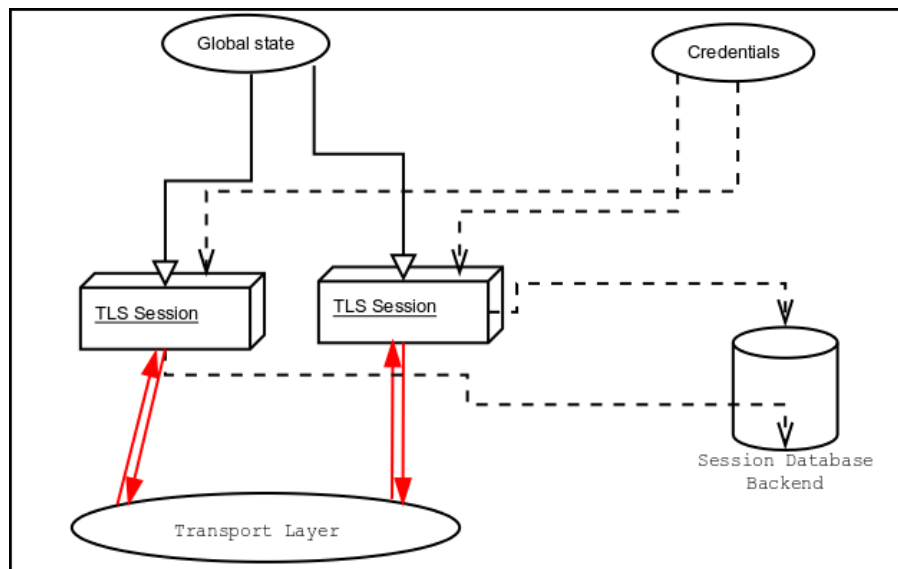 Global state
Credentials
TLS Session
TLS Session
Session Database
Backend
Transport Layer